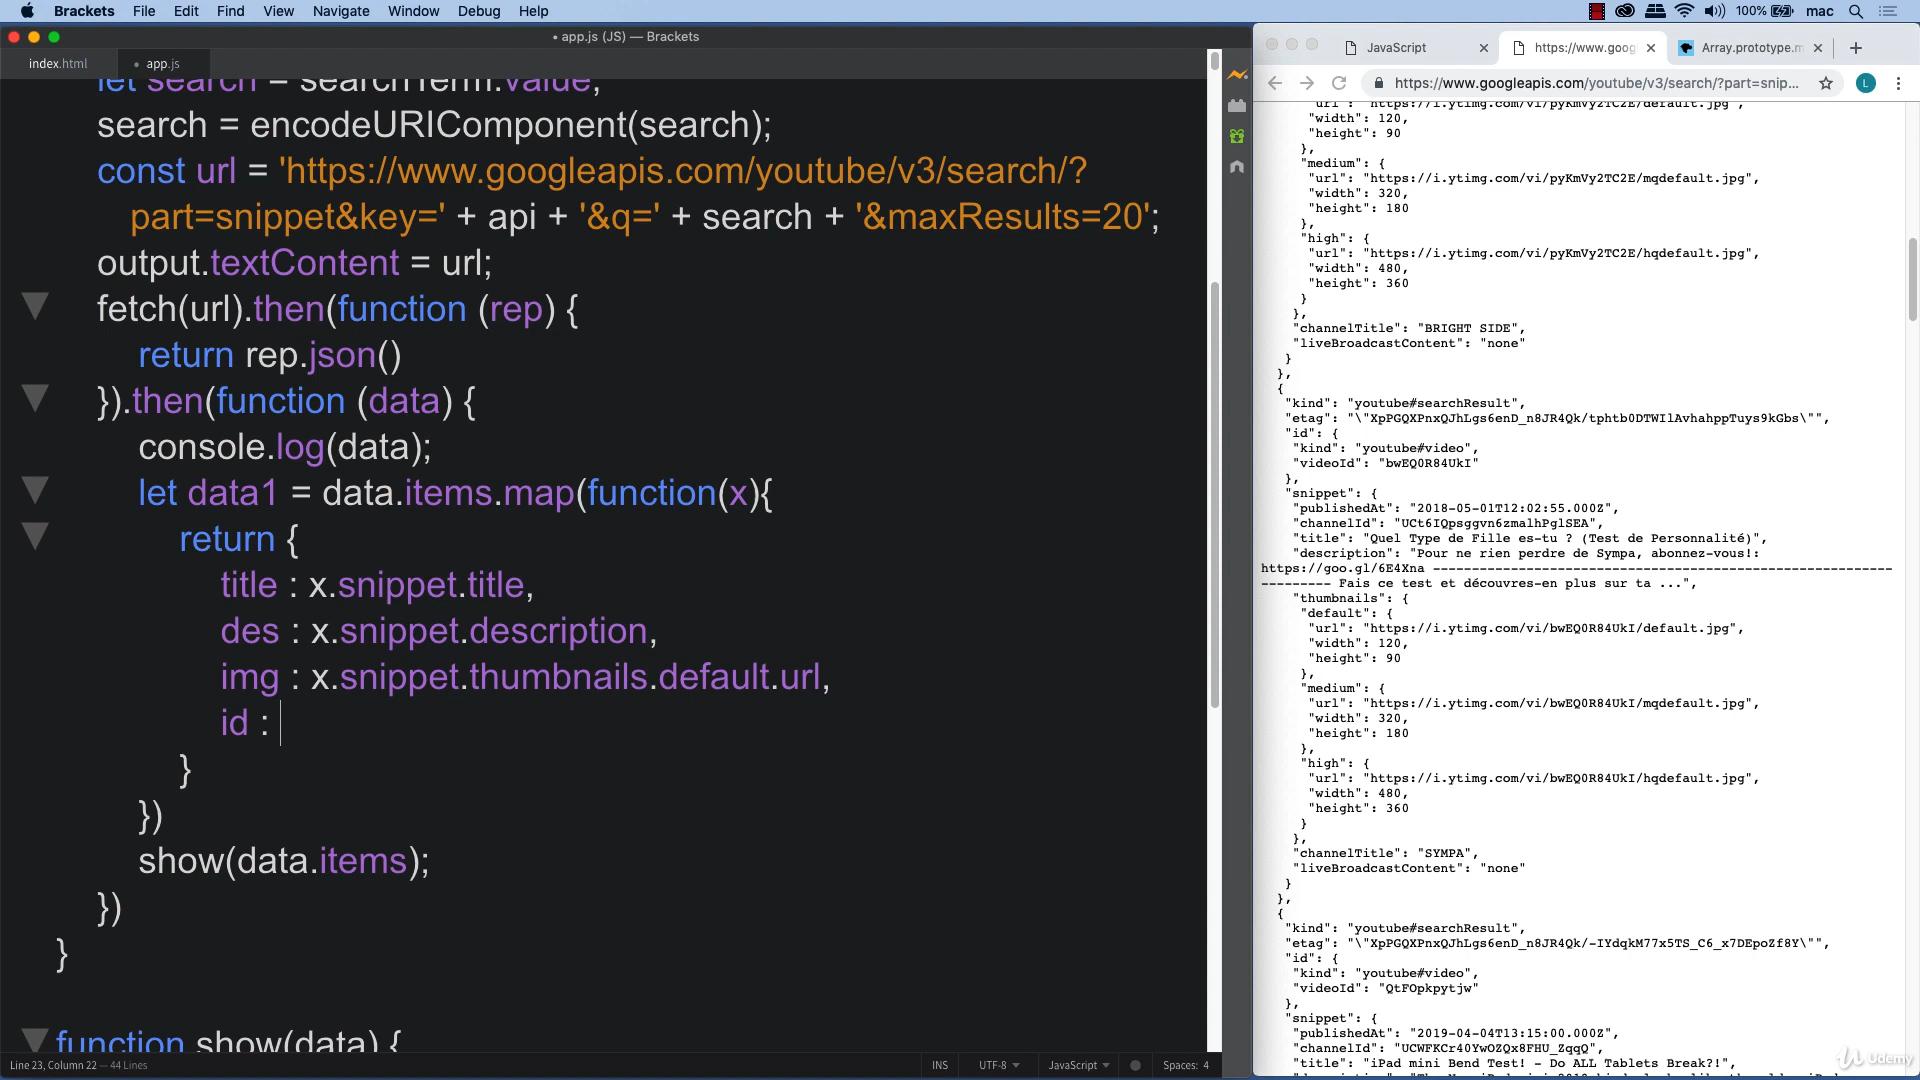 Brackets File Edit Find View Navigate Window Debug Help 100% mac
• app.js (JS) — Brackets
index.html • app.js
let search = searchTerm.value;
search = encodeURIComponent(search);
const url = 'https://www.googleapis.com/youtube/v3/search/?
part=snippet&key=' + api + '&q=' + search + '&maxResults=20';
output.textContent = url;
fetch(url).then(function (rep) {
return rep.json()
}).then(function (data) {
console.log(data);
let data1 = data.items.map(function(x){
return {
title : x.snippet.title,
des : x.snippet.description,
img : x.snippet.thumbnails.default.url,
id :
}
})
show(data.items);
})
}
function show(data) {
Line 23, Column 22 — 44 Lines
INS UTF-8 JavaScript Spaces: 4
JavaScript https://www.goog Array.prototype.m
https://www.googleapis.com/youtube/v3/search/?part=snip... L
"url": "https://i.ytimg.com/vi/pyKmVy2TC2E/default.jpg",
"width": 120,
"height": 90
},
"medium": {
"url": "https://i.ytimg.com/vi/pyKmVy2TC2E/mqdefault.jpg",
"width": 320,
"height": 180
},
"high": {
"url": "https://i.ytimg.com/vi/pyKmVy2TC2E/hqdefault.jpg",
"width": 480,
"height": 360
}
},
"channelTitle": "BRIGHT SIDE",
"liveBroadcastContent": "none"
}
},
{
"kind": "youtube#searchResult",
"etag": "\"XpPGQXPnxQJhLgs6enD_n8JR4Qk/tphtb0DTWIlAvhahppTuys9kGbs\"",
"id": {
"kind": "youtube#video",
"videoId": "bwEQ0R84UkI"
},
"snippet": {
"publishedAt": "2018-05-01T12:02:55.000Z",
"channelId": "UCt6IQpsggvn6zmalhPglSEA",
"title": "Quel Type de Fille es-tu ? (Test de Personnalité)",
"description": "Pour ne rien perdre de Sympa, abonnez-vous!:
https://goo.gl/6E4Xna ---------------------------------------------------------
--------- Fais ce test et découvres-en plus sur ta ...",
"thumbnails": {
"default": {
"url": "https://i.ytimg.com/vi/bwEQ0R84UkI/default.jpg",
"width": 120,
"height": 90
},
"medium": {
"url": "https://i.ytimg.com/vi/bwEQ0R84UkI/mqdefault.jpg",
"width": 320,
"height": 180
},
"high": {
"url": "https://i.ytimg.com/vi/bwEQ0R84UkI/hqdefault.jpg",
"width": 480,
"height": 360
}
},
"channelTitle": "SYMPA",
"liveBroadcastContent": "none"
}
},
{
"kind": "youtube#searchResult",
"etag": "\"XpPGQXPnxQJhLgs6enD_n8JR4Qk/-IYdqkM77x5TS_C6_x7DEpoZf8Y\"",
"id": {
"kind": "youtube#video",
"videoId": "QtFOpkpytjw"
},
"snippet": {
"publishedAt": "2019-04-04T13:15:00.000Z",
"channelId": "UCWFKCr40YwOZQx8FHU_ZqqQ",
"title": "iPad mini Bend Test! - Do ALL Tablets Break?!",
Udemy